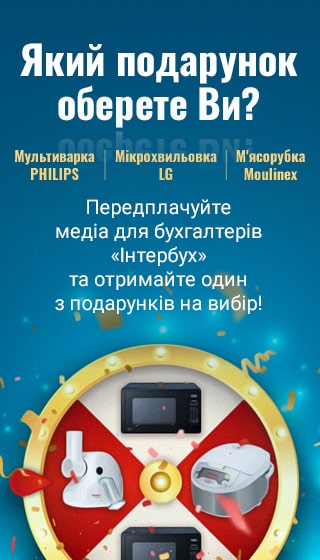 Який подарунок
оберете Ви?
Мультиварка
PHILIPS
Мікрохвильовка
LG
М'ясорубка
Moulinex
Передплачуйте
медіа для бухгалтерів
«Інтербух»
та отримайте один
з подарунків на вибір!